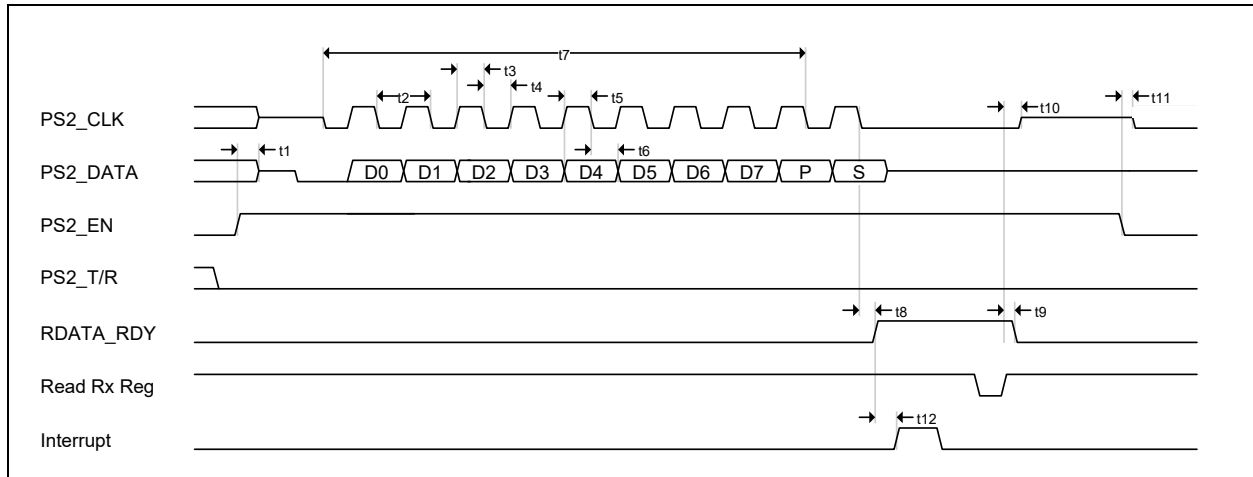 t7
t3
t2 t4 t5 t10 t11
PS2_CLK
t1 t6
PS2_DATA D0 D1 D2 D3 D4 D5 D6 D7 P S
PS2_EN
PS2_T/R
t8 t9
RDATA_RDY
Read Rx Reg
t12
Interrupt